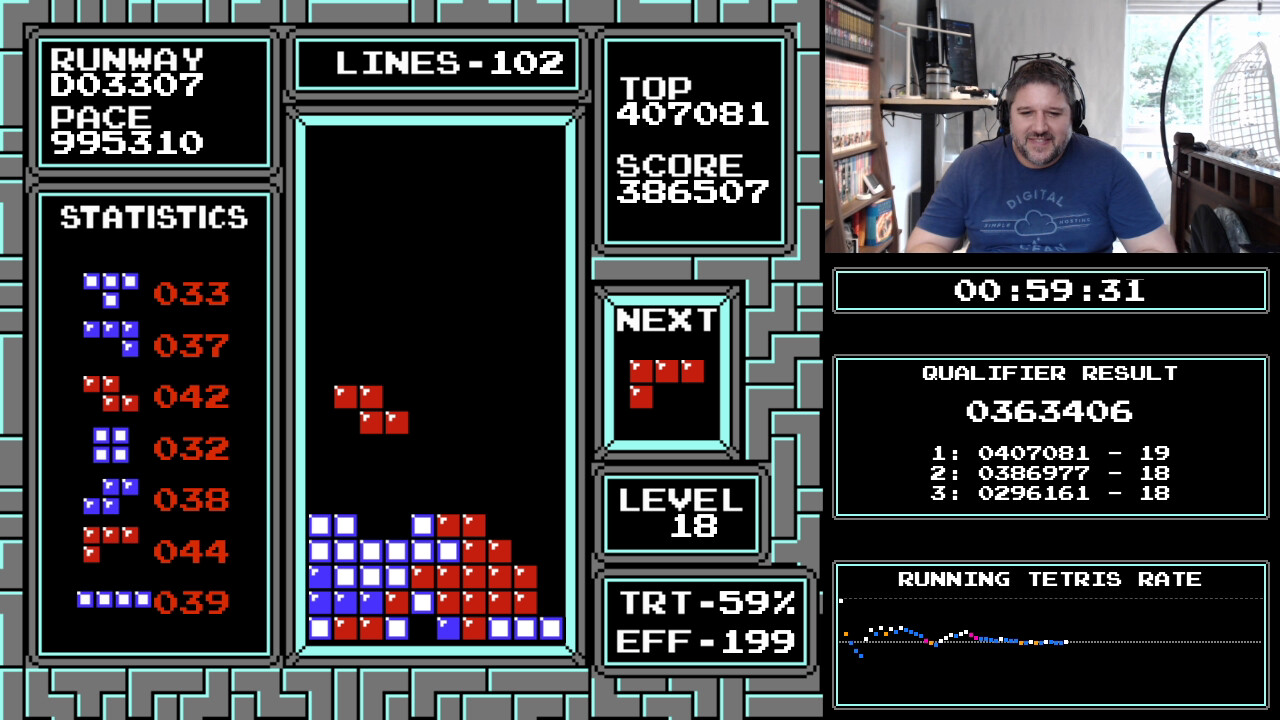 RUNWAY
D03307
PACE
995310
LINES-102
TOP
407081
SCORE
386507
STATISTICS
033
037
042
032
038
044
039
NEXT
LEVEL
18
TRT-59%
EFF-199
DIGITAL
SIMPLE HOSTING
00:59:31
QUALIFIER RESULT
0363406
1: 0407081 - 19
2: 0386977 - 18
3: 0296161 - 18
RUNNING TETRIS RATE